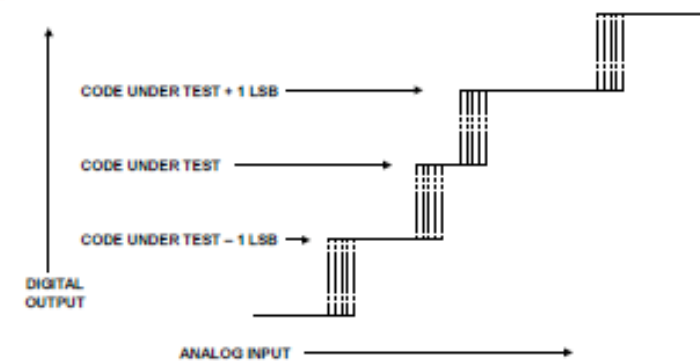 CODE UNDER TEST + 1 LSB
CODE UNDER TEST
CODE UNDER TEST – 1 LSB
DIGITAL
OUTPUT
ANALOG INPUT